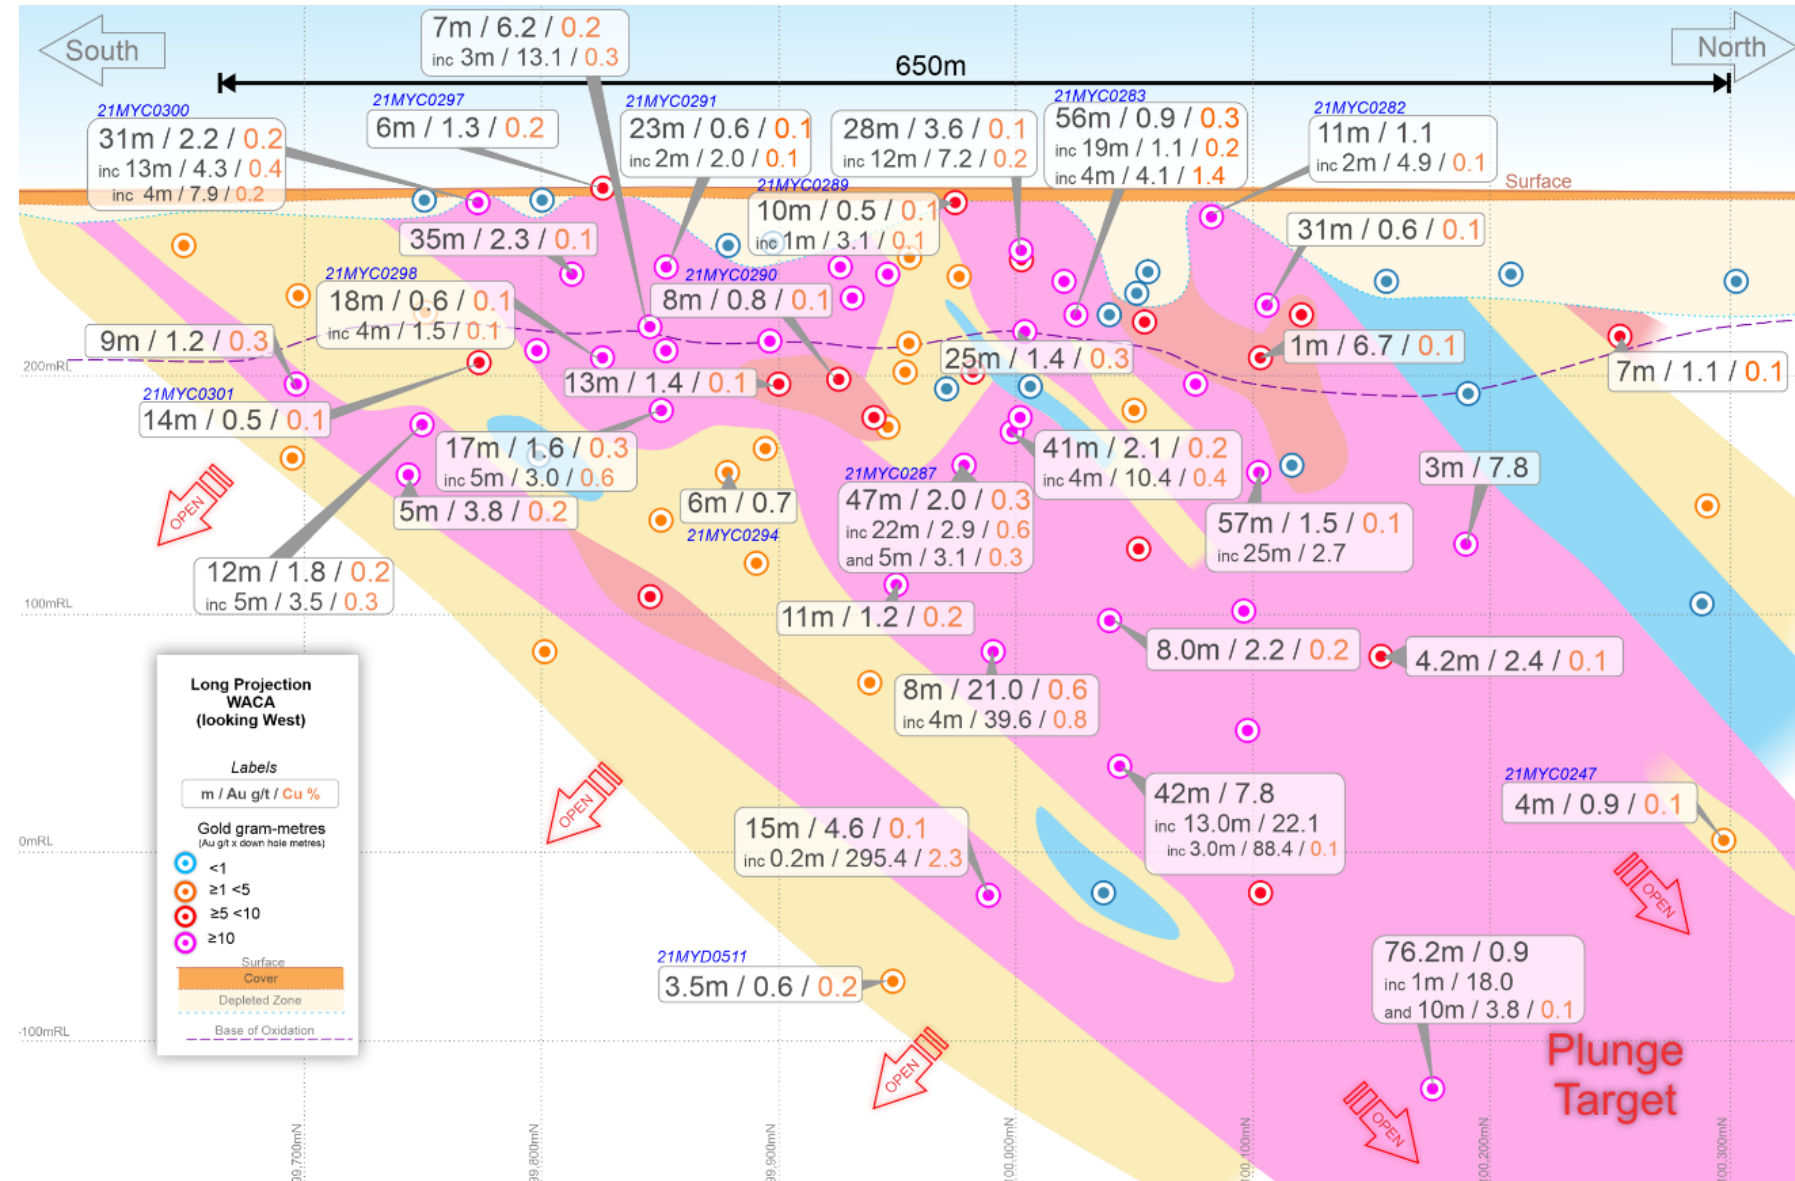 South
North
650m
7m / 6.2 / 0.2
inc 3m / 13.1 / 0.3
21MYC0300
31m / 2.2 / 0.2
inc 13m / 4.3 / 0.4
inc 4m / 7.9 / 0.2
21MYC0297
6m / 1.3 / 0.2
21MYC0291
23m / 0.6 / 0.1
inc 2m / 2.0 / 0.1
28m / 3.6 / 0.1
inc 12m / 7.2 / 0.2
21MYC0283
56m / 0.9 / 0.3
inc 19m / 1.1 / 0.2
inc 4m / 4.1 / 1.4
21MYC0282
11m / 1.1
inc 2m / 4.9 / 0.1
Surface
21MYC0289
10m / 0.5 / 0.1
inc 1m / 3.1 / 0.1
35m / 2.3 / 0.1
31m / 0.6 / 0.1
21MYC0298
18m / 0.6 / 0.1
inc 4m / 1.5 / 0.1
21MYC0290
8m / 0.8 / 0.1
9m / 1.2 / 0.3
25m / 1.4 / 0.3
1m / 6.7 / 0.1
7m / 1.1 / 0.1
200mRL
13m / 1.4 / 0.1
21MYC0301
14m / 0.5 / 0.1
17m / 1.6 / 0.3
inc 5m / 3.0 / 0.6
41m / 2.1 / 0.2
inc 4m / 10.4 / 0.4
3m / 7.8
OPEN
5m / 3.8 / 0.2
6m / 0.7
21MYC0294
21MYC0287
47m / 2.0 / 0.3
inc 22m / 2.9 / 0.6
and 5m / 3.1 / 0.3
57m / 1.5 / 0.1
inc 25m / 2.7
12m / 1.8 / 0.2
inc 5m / 3.5 / 0.3
100mRL
11m / 1.2 / 0.2
8.0m / 2.2 / 0.2
4.2m / 2.4 / 0.1
8m / 21.0 / 0.6
inc 4m / 39.6 / 0.8
Long Projection
WACA
(looking West)
Labels
m / Au g/t / Cu %
Gold gram-metres
(Au g/t x down hole metres)
<1
≥1 <5
≥5 <10
≥10
Surface
Cover
Depleted Zone
Base of Oxidation
OPEN
42m / 7.8
inc 13.0m / 22.1
inc 3.0m / 88.4 / 0.1
21MYC0247
4m / 0.9 / 0.1
15m / 4.6 / 0.1
inc 0.2m / 295.4 / 2.3
0mRL
OPEN
21MYD0511
3.5m / 0.6 / 0.2
76.2m / 0.9
inc 1m / 18.0
and 10m / 3.8 / 0.1
-100mRL
OPEN
OPEN
Plunge
Target
99,700mN
99,800mN
99,900mN
100,000mN
100,100mN
100,200mN
100,300mN